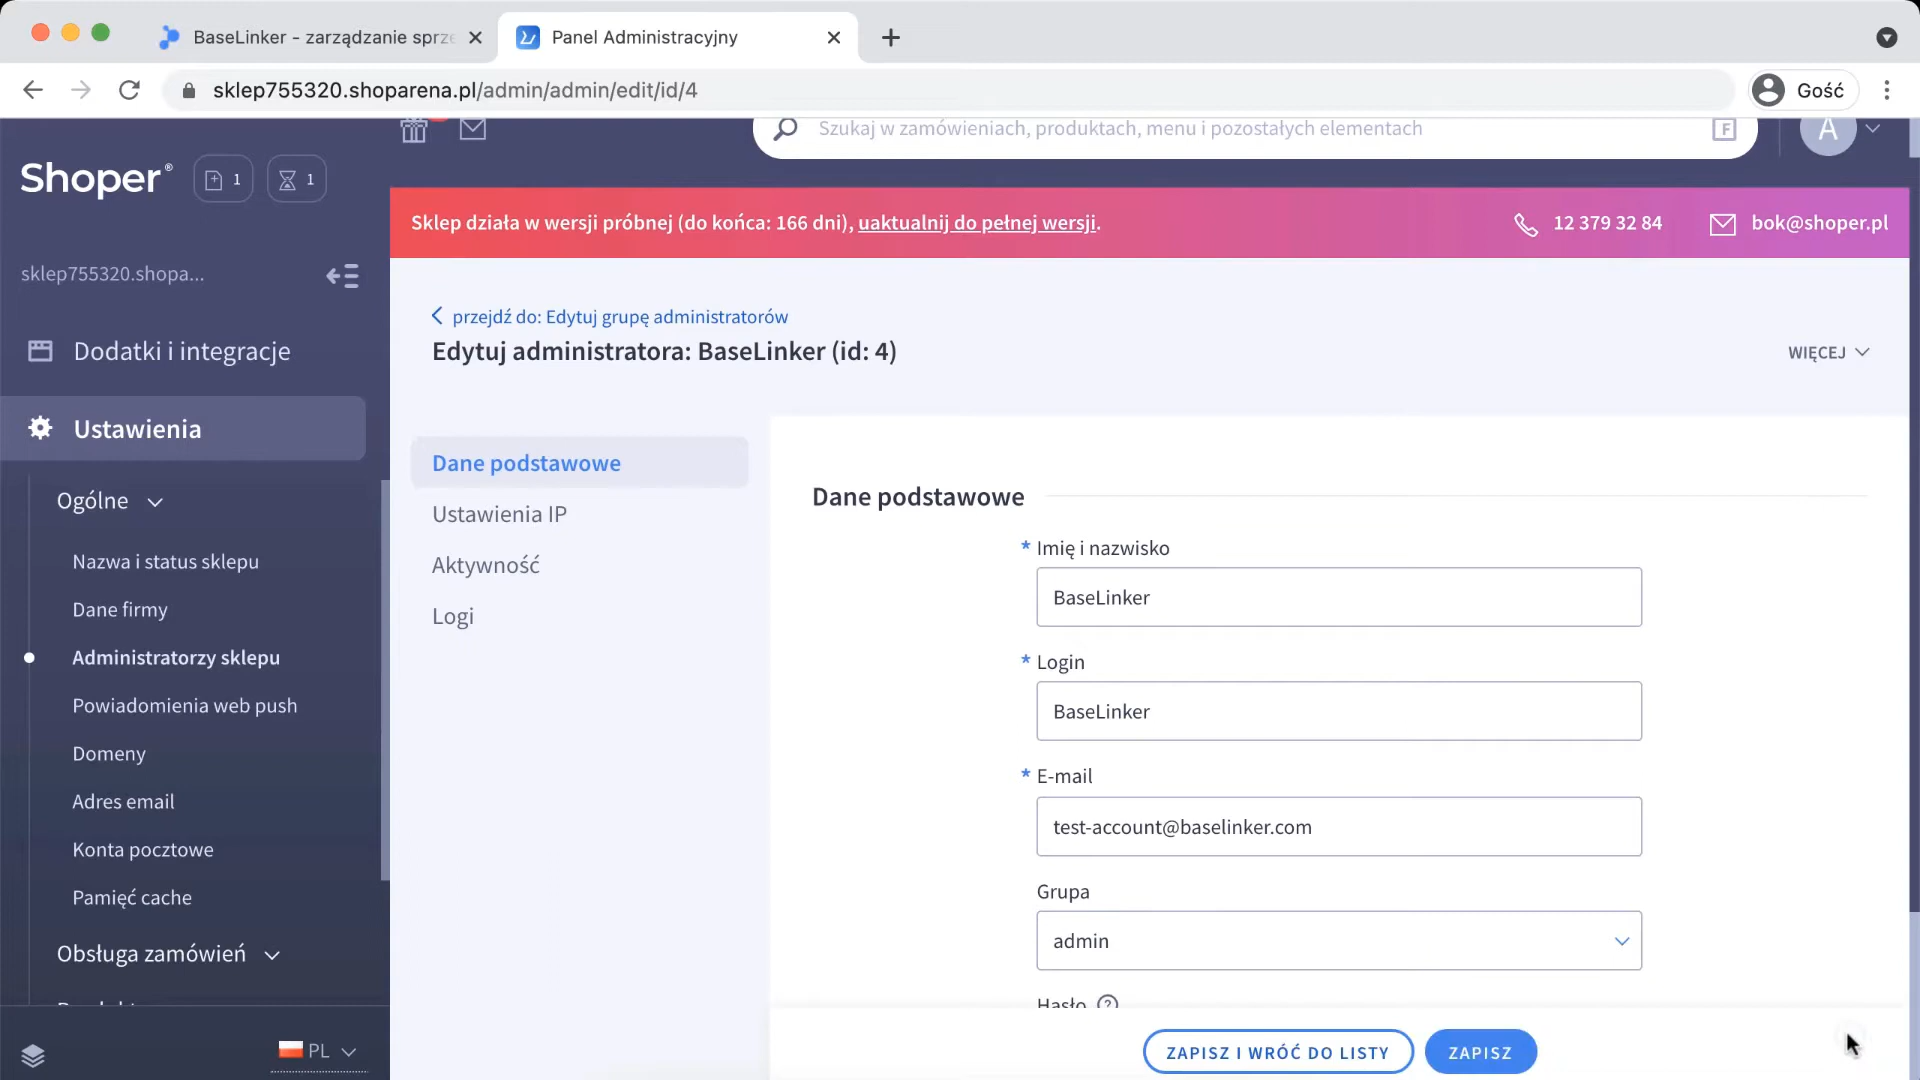 BaseLinker - zarządzanie sprze
Panel Administracyjny
sklep755320.shoparena.pl/admin/admin/edit/id/4
Gość
Shoper®
1
1
Szukaj w zamówieniach, produktach, menu i pozostałych elementach
F
A
Sklep działa w wersji próbnej (do końca: 166 dni), uaktualnij do pełnej wersji.
12 379 32 84
bok@shoper.pl
sklep755320.shopa...
Dodatki i integracje
Ustawienia
Ogólne
Nazwa i status sklepu
Dane firmy
Administratorzy sklepu
Powiadomienia web push
Domeny
Adres email
Konta pocztowe
Pamięć cache
Obsługa zamówień
PL
przejdź do: Edytuj grupę administratorów
Edytuj administratora: BaseLinker (id: 4)
WIĘCEJ
Dane podstawowe
Ustawienia IP
Aktywność
Logi
Dane podstawowe
* Imię i nazwisko
BaseLinker
* Login
BaseLinker
* E-mail
test-account@baselinker.com
Grupa
admin
Hasło ?
ZAPISZ I WRÓĆ DO LISTY
ZAPISZ